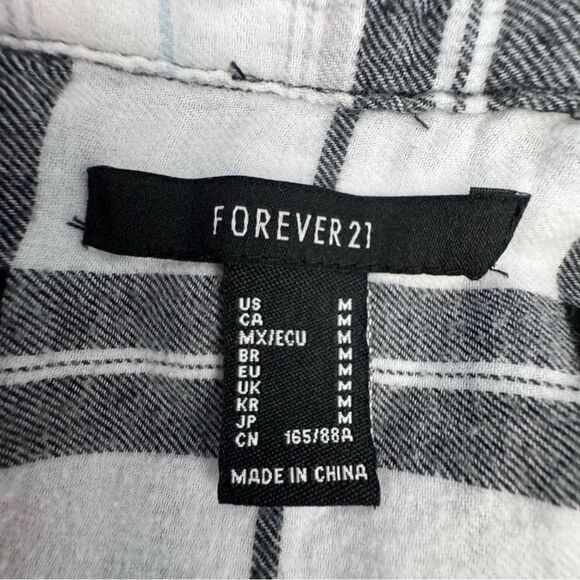 FOREVER 21
US M
CA M
MX/ECU M
BR M
EU M
UK M
KR M
JP M
CN 165/88A
MADE IN CHINA